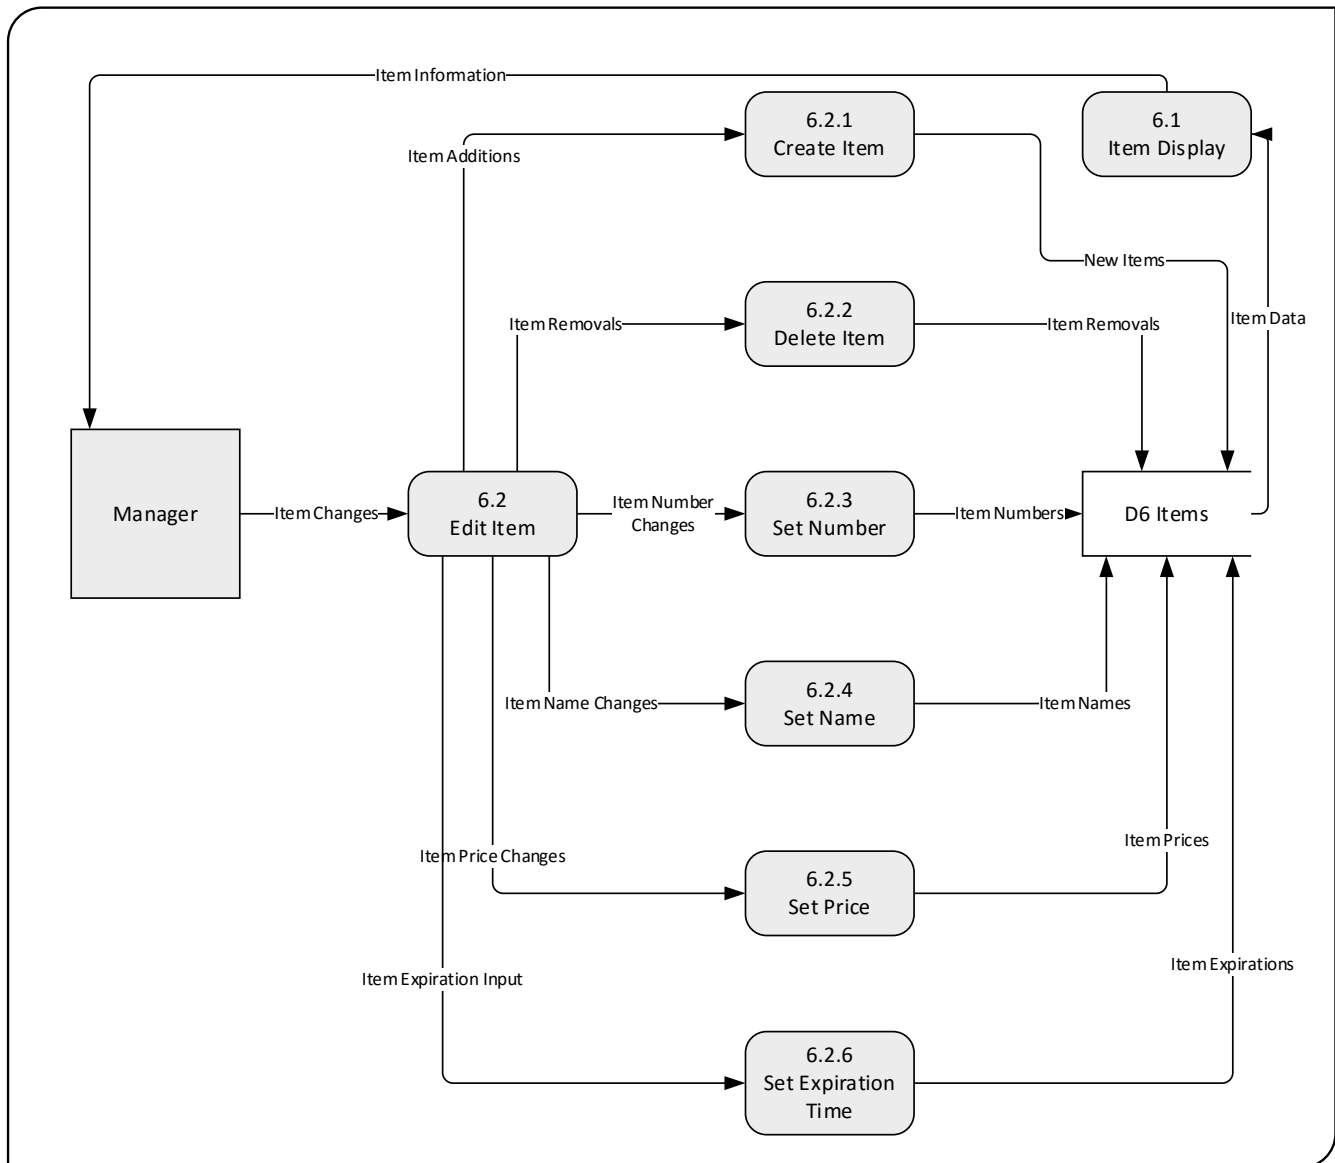 Item Information
6.2.1
Create Item
6.1
Item Display
Item Additions
New Items
6.2.2
Delete Item
Item Removals
Item Removals
Item Data
Manager
Item Changes
6.2
Edit Item
Item Number
Changes
6.2.3
Set Number
Item Numbers
D6 Items
6.2.4
Set Name
Item Name Changes
Item Names
Item Prices
Item Price Changes
6.2.5
Set Price
Item Expirations
Item Expiration Input
6.2.6
Set Expiration
Time